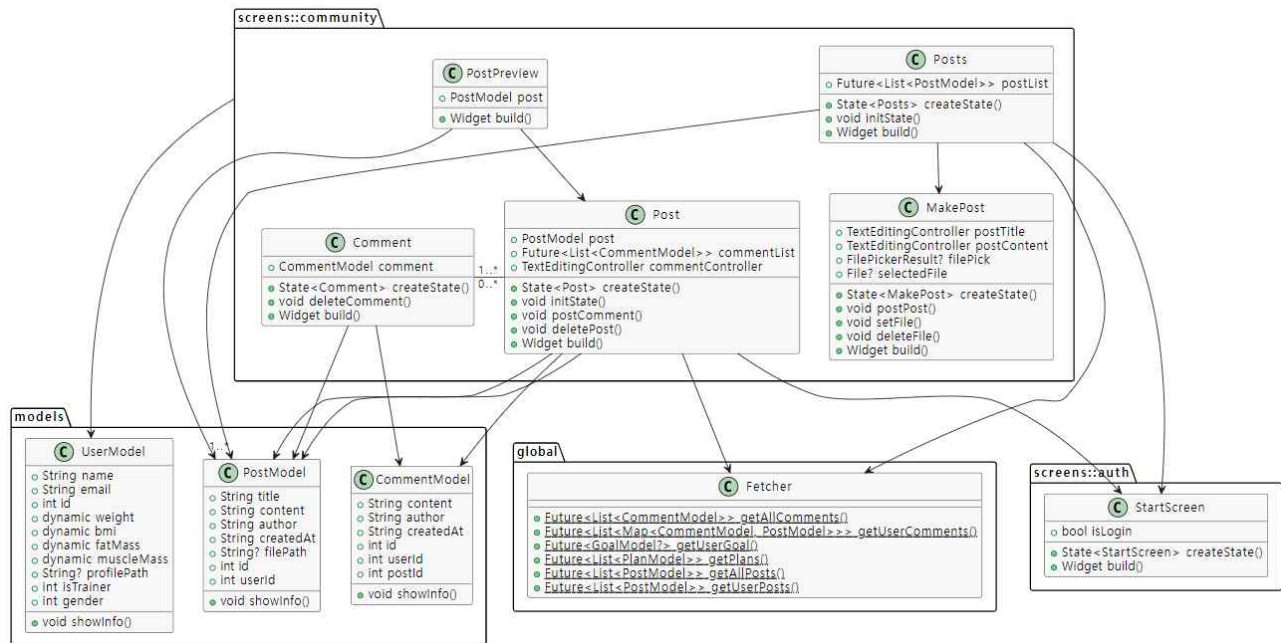 screens::community
C PostPreview
PostModel post
Widget build()
C Posts
Future<List<PostModel>> postList
State<Posts> createState()
void initState()
Widget build()
C Comment
CommentModel comment
State<Comment> createState()
void deleteComment()
Widget build()
1..*
0..*
C Post
PostModel post
Future<List<CommentModel>> commentList
TextEditingController commentController
State<Post> createState()
void initState()
void postComment()
void deletePost()
Widget build()
C MakePost
TextEditingController postTitle
TextEditingController postContent
FilePickerResult? filePick
File? selectedFile
State<MakePost> createState()
void postPost()
void setFile()
void deleteFile()
Widget build()
models
C UserModel
String name
String email
int id
dynamic weight
dynamic bmi
dynamic fatMass
dynamic muscleMass
String? profilePath
int isTrainer
int gender
void showInfo()
1..*
C PostModel
String title
String content
String author
String createdAt
String? filePath
int id
int userId
void showInfo()
C CommentModel
String content
String author
String createdAt
int id
int userId
int postId
void showInfo()
global
C Fetcher
Future<List<CommentModel>> getAllComments()
Future<List<Map<CommentModel, PostModel>>> getUserComments()
Future<GoalModel?> getUserGoal()
Future<List<PlanModel>> getPlans()
Future<List<PostModel>> getAllPosts()
Future<List<PostModel>> getUserPosts()
screens::auth
C StartScreen
bool isLogin
State<StartScreen> createState()
Widget build()